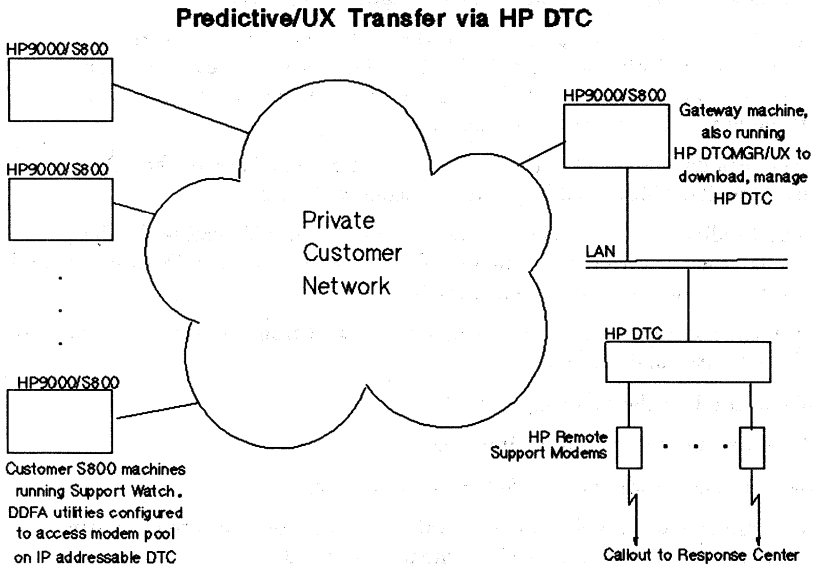 Predictive/UX Transfer via HP DTC
HP9000/S800
HP9000/S800
HP9000/S800
Customer S800 machines
running Support Watch.
DDFA utilities configured
to access modem pool
on IP addressable DTC
Private
Customer
Network
HP9000/S800
Gateway machine,
also running
HP DTCMGR/UX to
download, manage
HP DTC
LAN
HP DTC
HP Remote
Support Modems
Callout to Response Center